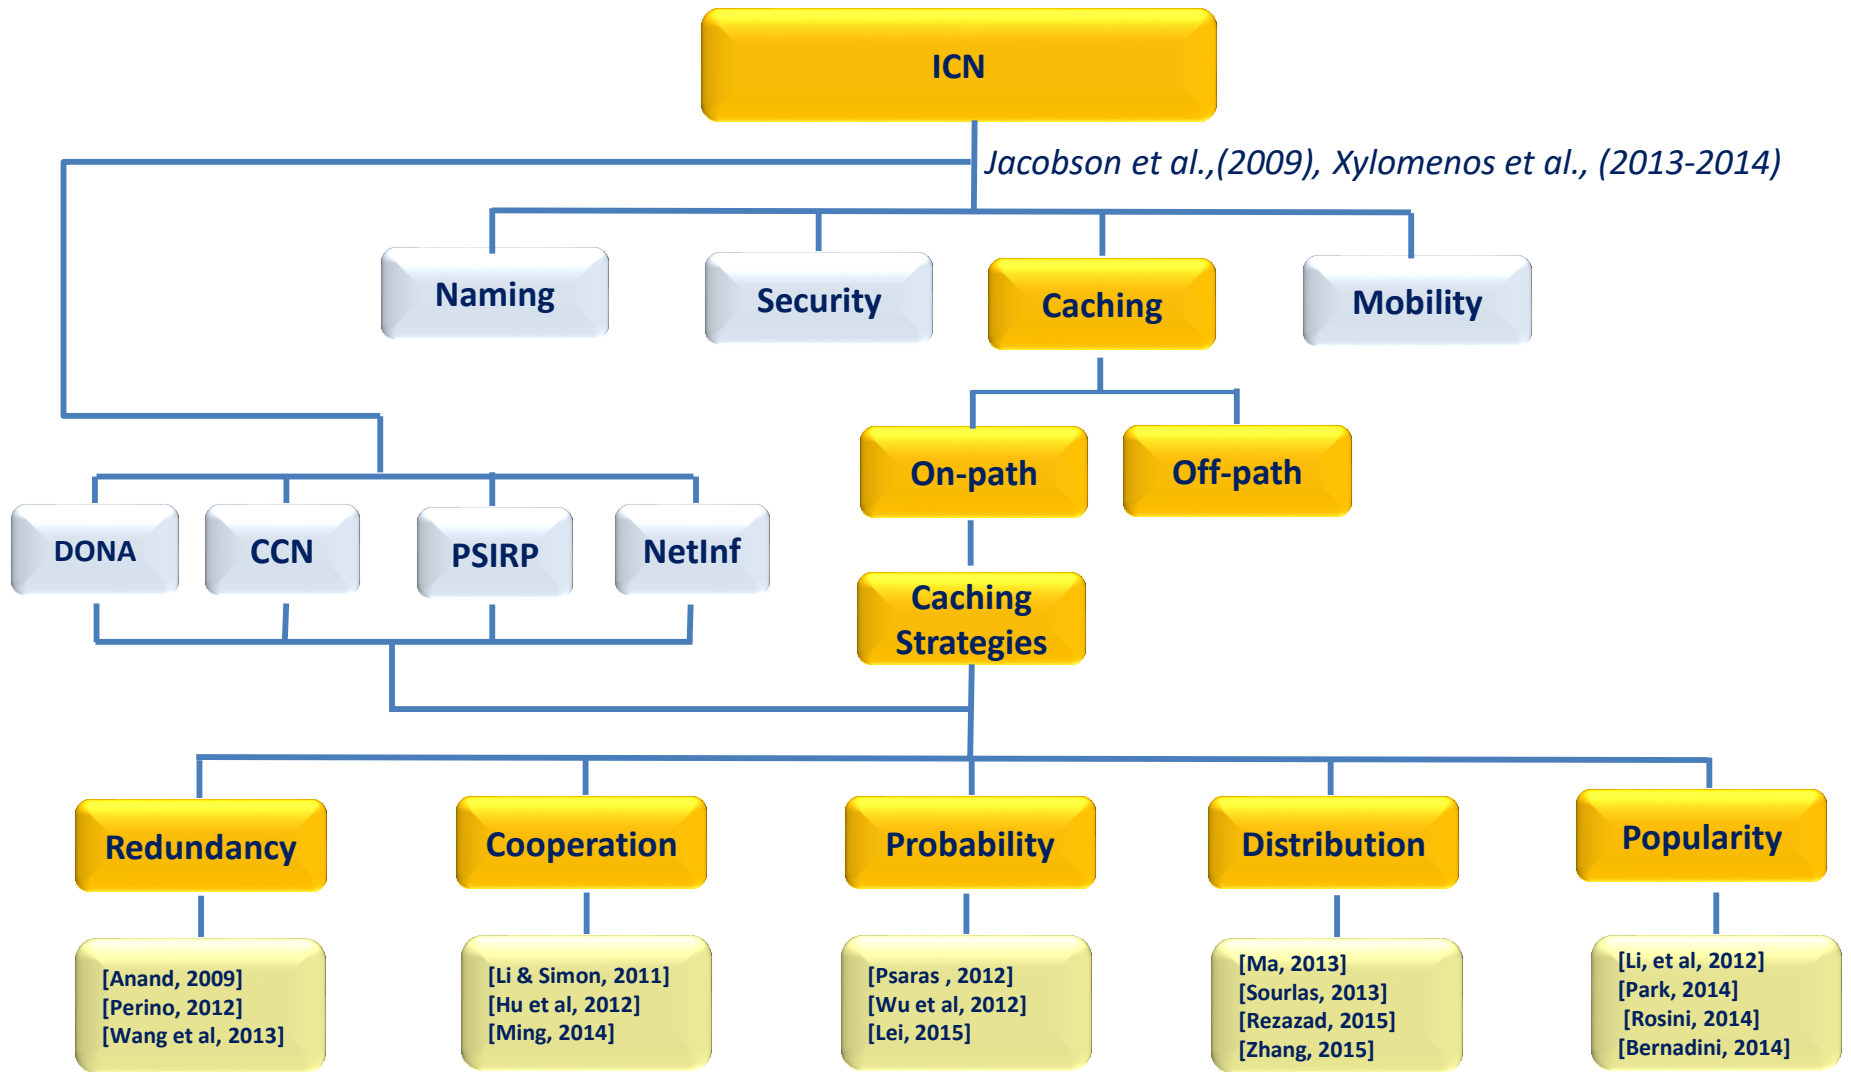 ICN
Jacobson et al.,(2009), Xylomenos et al., (2013-2014)
Naming
Security
Caching
Mobility
On-path
Off-path
DONA
CCN
PSIRP
NetInf
Caching
Strategies
Redundancy
Cooperation
Probability
Distribution
Popularity
[Anand, 2009]
[Perino, 2012]
[Wang et al, 2013]
[Li & Simon, 2011]
[Hu et al, 2012]
[Ming, 2014]
[Psaras , 2012]
[Wu et al, 2012]
[Lei, 2015]
[Ma, 2013]
[Sourlas, 2013]
[Rezazad, 2015]
[Zhang, 2015]
[Li, et al, 2012]
[Park, 2014]
[Rosini, 2014]
[Bernadini, 2014]